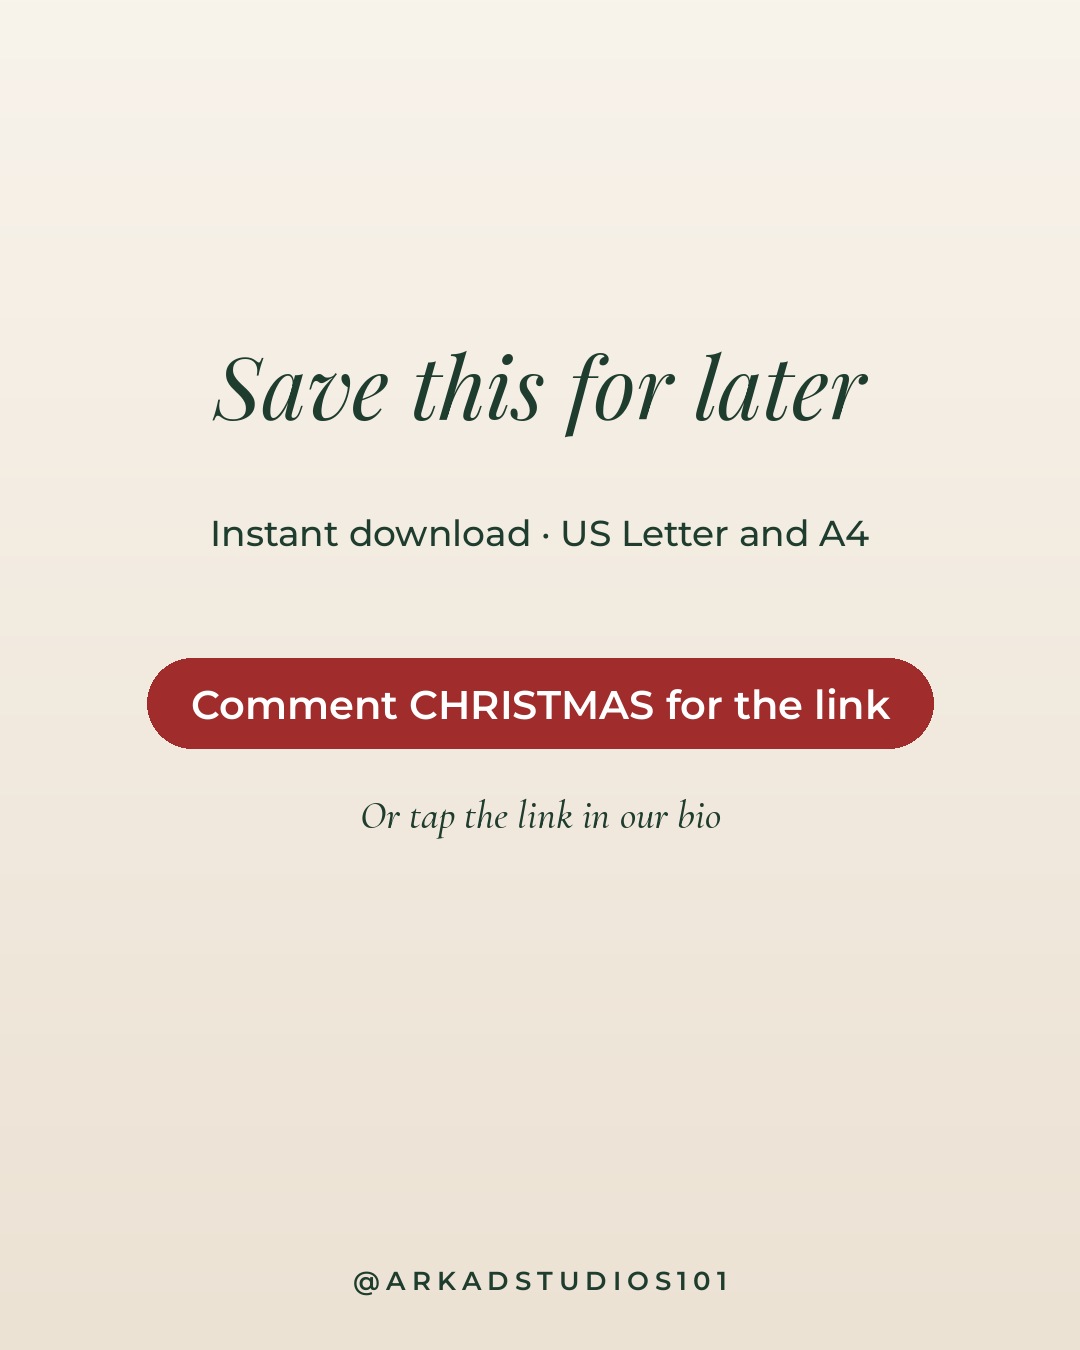 Save this for later
Instant download · US Letter and A4
Comment CHRISTMAS for the link
Or tap the link in our bio
@ARKADSTUDIOS101